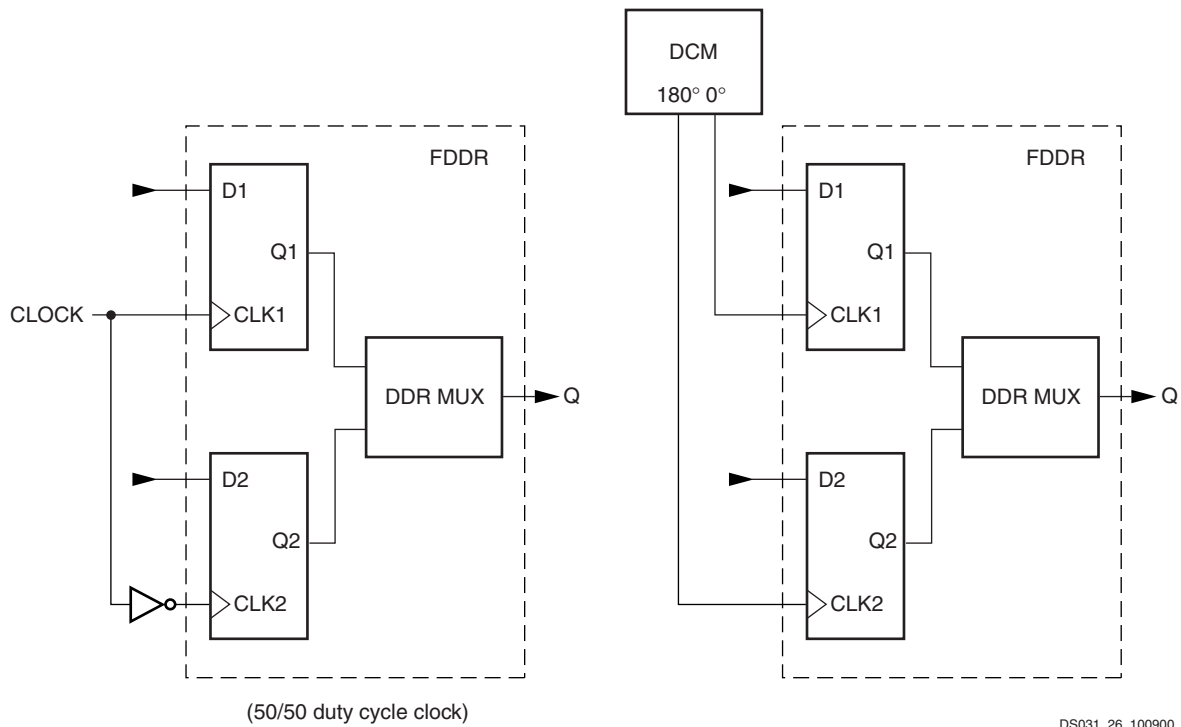 DCM
180° 0°
FDDR
D1
Q1
CLOCK
CLK1
DDR MUX
Q
D2
Q2
CLK2
(50/50 duty cycle clock)
FDDR
D1
Q1
CLK1
DDR MUX
Q
D2
Q2
CLK2
DS031_26_100900